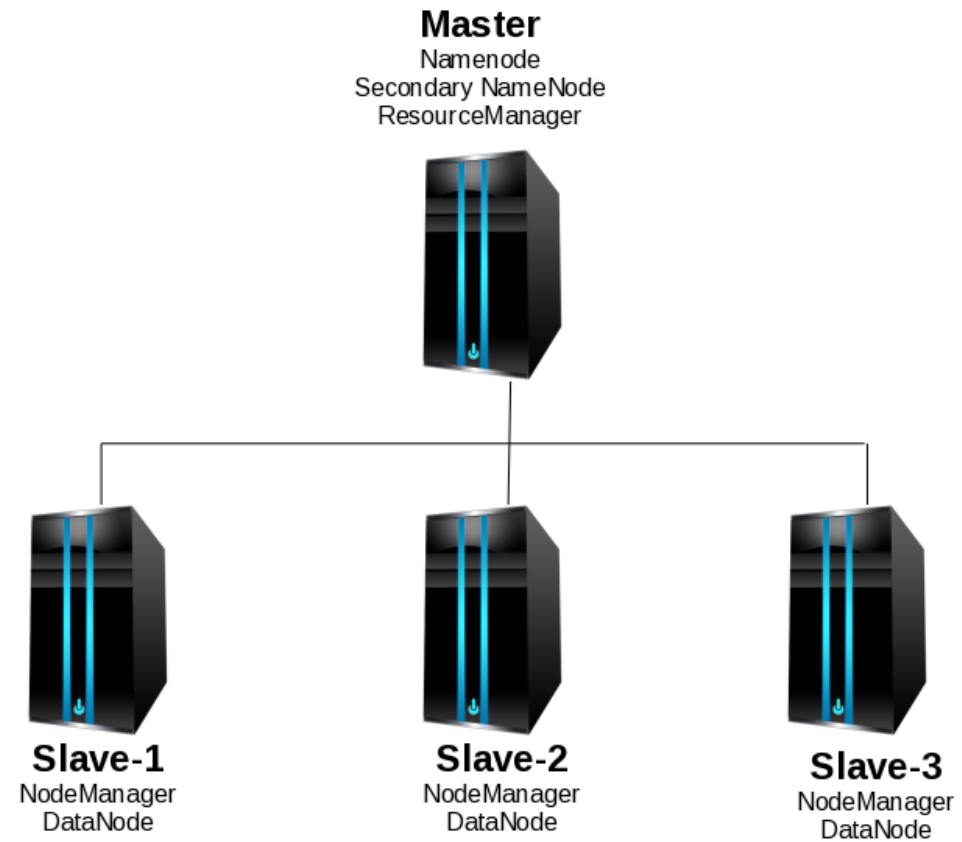 Master
Namenode
Secondary NameNode
ResourceManager
Slave-1
NodeManager
DataNode
Slave-2
NodeManager
DataNode
Slave-3
NodeManager
DataNode